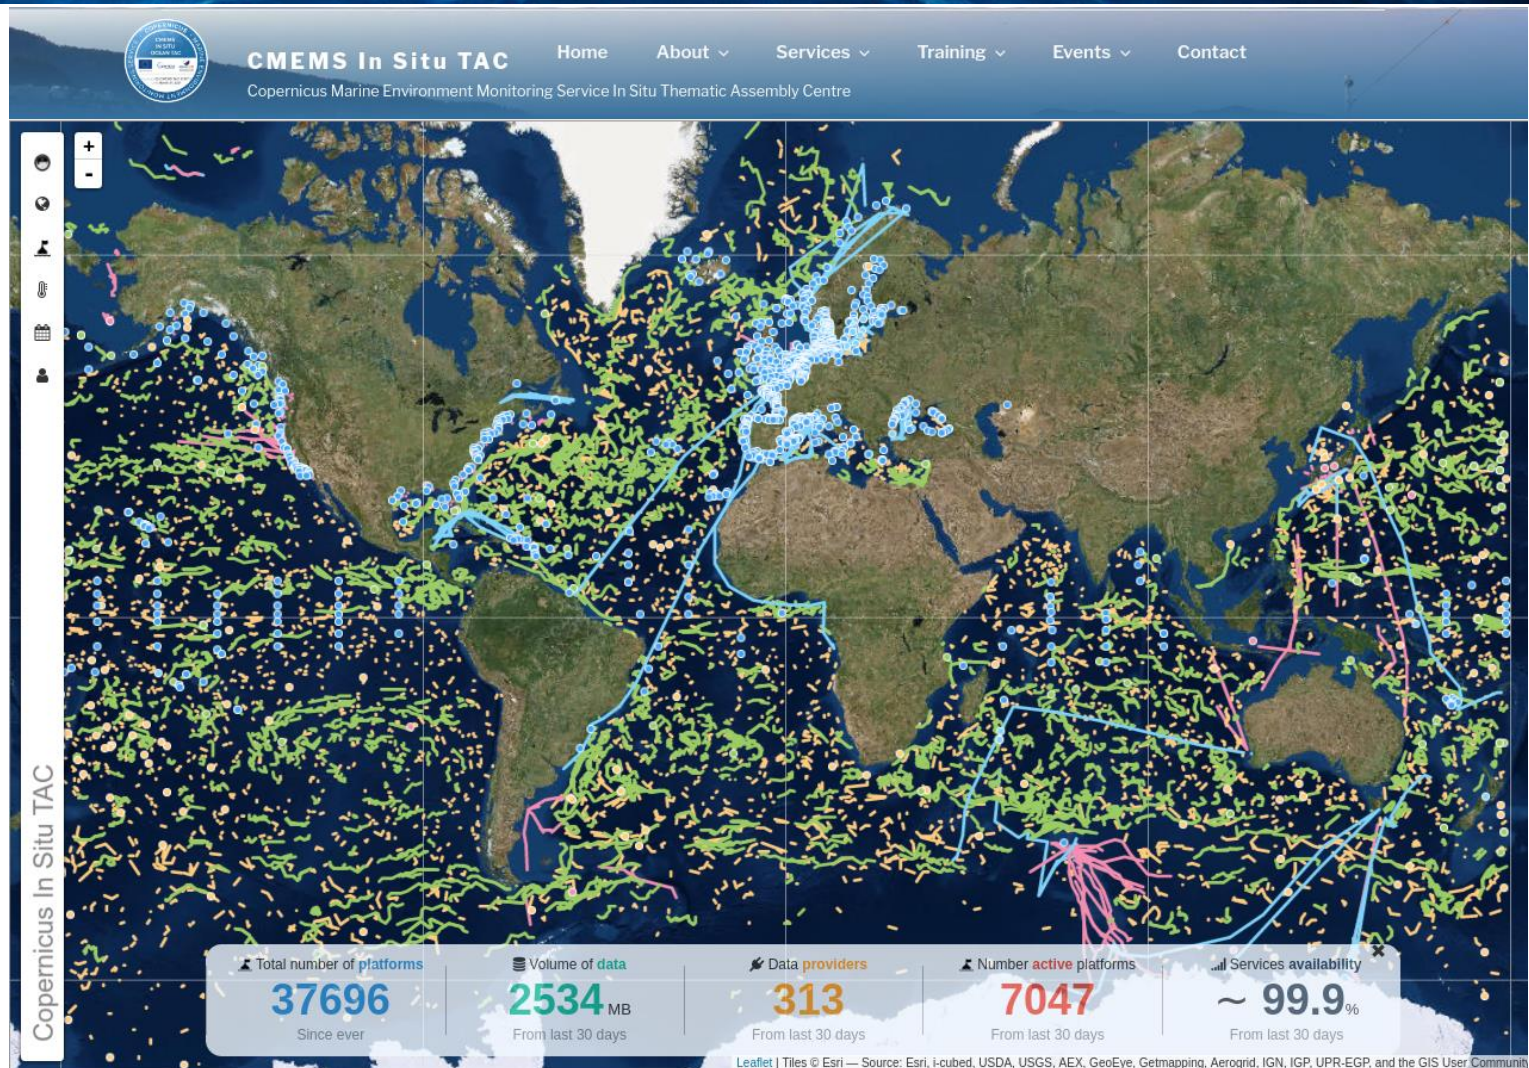 CMEMS In Situ TAC
Home
About
Services
Training
Events
Contact
Copernicus Marine Environment Monitoring Service In Situ Thematic Assembly Centre
+
-
Copernicus In Situ TAC
Total number of platforms
37696
Since ever
Volume of data
2534 MB
From last 30 days
Data providers
313
From last 30 days
Number active platforms
7047
From last 30 days
Services availability
~ 99.9%
From last 30 days
Leaflet | Tiles © Esri — Source: Esri, i-cubed, USDA, USGS, AEX, GeoEye, Getmapping, Aerogrid, IGN, IGP, UPR-EGP, and the GIS User Community